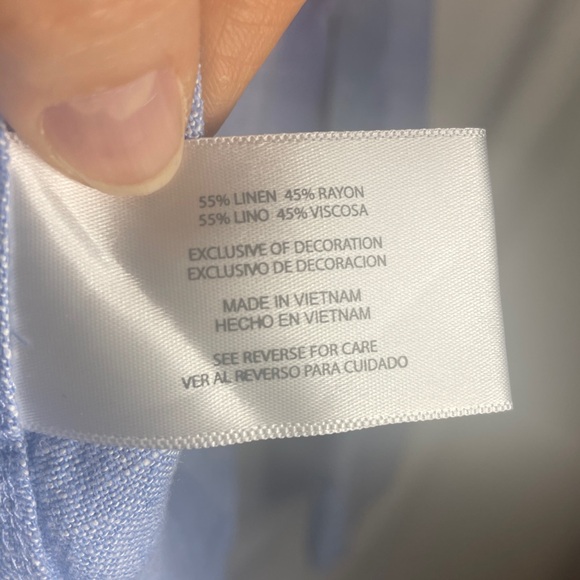 55% LINEN 45% RAYON
55% LINO 45% VISCOSA
EXCLUSIVE OF DECORATION
EXCLUSIVO DE DECORACION
MADE IN VIETNAM
HECHO EN VIETNAM
SEE REVERSE FOR CARE
VER AL REVERSO PARA CUIDADO